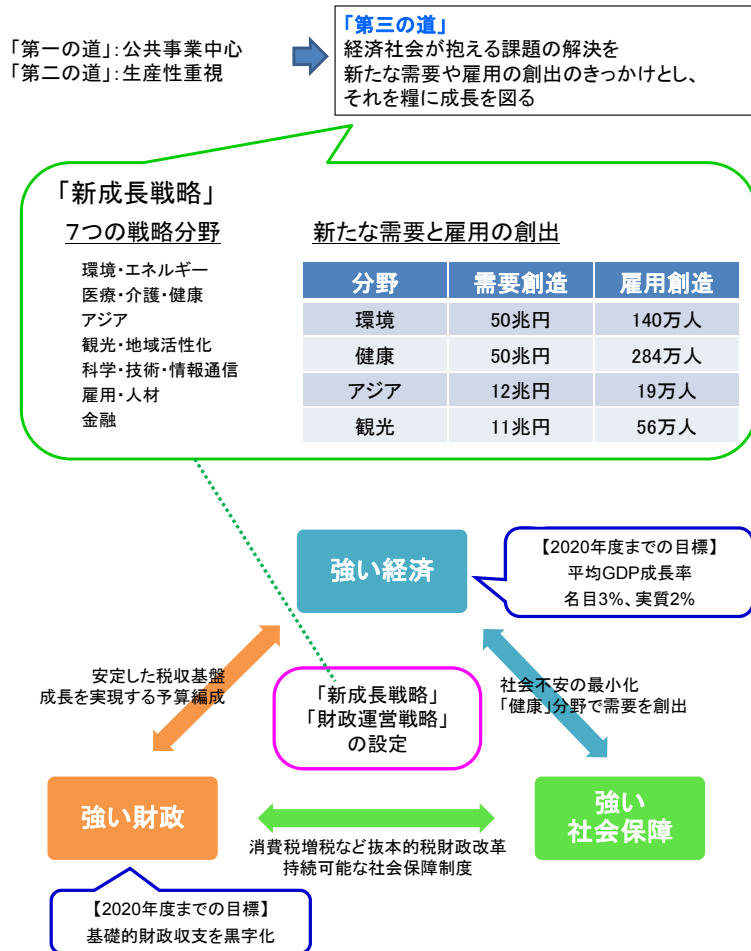 「第一の道」:公共事業中心
「第二の道」:生産性重視
「第三の道」
経済社会が抱える課題の解決を
新たな需要や雇用の創出のきっかけとし、
それを糧に成長を図る
「新成長戦略」
7つの戦略分野
環境・エネルギー
医療・介護・健康
アジア
観光・地域活性化
科学・技術・情報通信
雇用・人材
金融
新たな需要と雇用の創出
分野 需要創造 雇用創造
環境 50兆円 140万人
健康 50兆円 284万人
アジア 12兆円 19万人
観光 11兆円 56万人
強い経済
【2020年度までの目標】
平均GDP成長率
名目3%、実質2%
安定した税収基盤
成長を実現する予算編成
「新成長戦略」
「財政運営戦略」
の設定
社会不安の最小化
「健康」分野で需要を創出
強い財政
強い
社会保障
消費税増税など抜本的税財政改革
持続可能な社会保障制度
【2020年度までの目標】
基礎的財政収支を黒字化